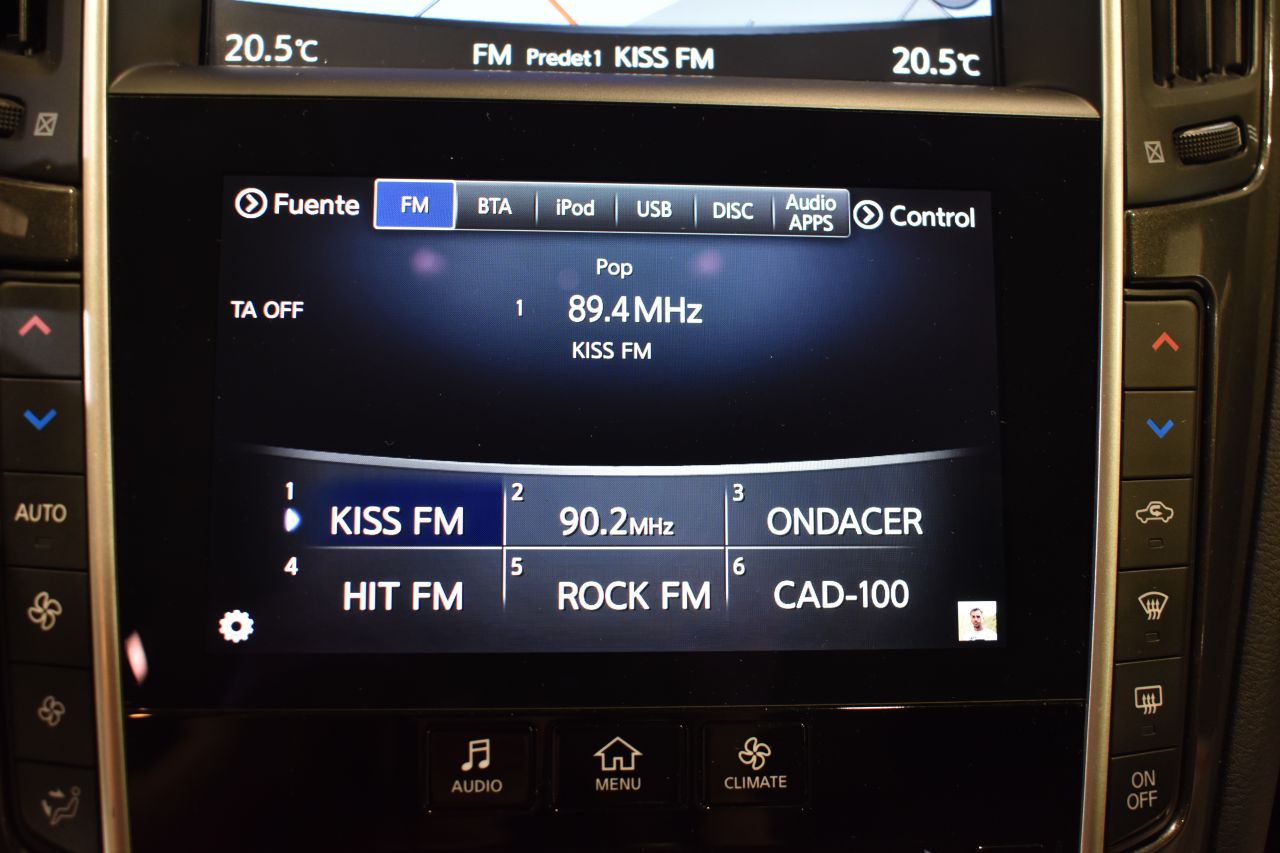 20.5°C FM Predet1 KISS FM 20.5°C
Fuente FM BTA iPod USB DISC Audio APPS Control
Pop
TA OFF 1 89.4MHz
KISS FM
1 KISS FM 2 90.2MHz 3 ONDACER
4 HIT FM 5 ROCK FM 6 CAD-100
AUTO
AUDIO MENU CLIMATE
ON
OFF